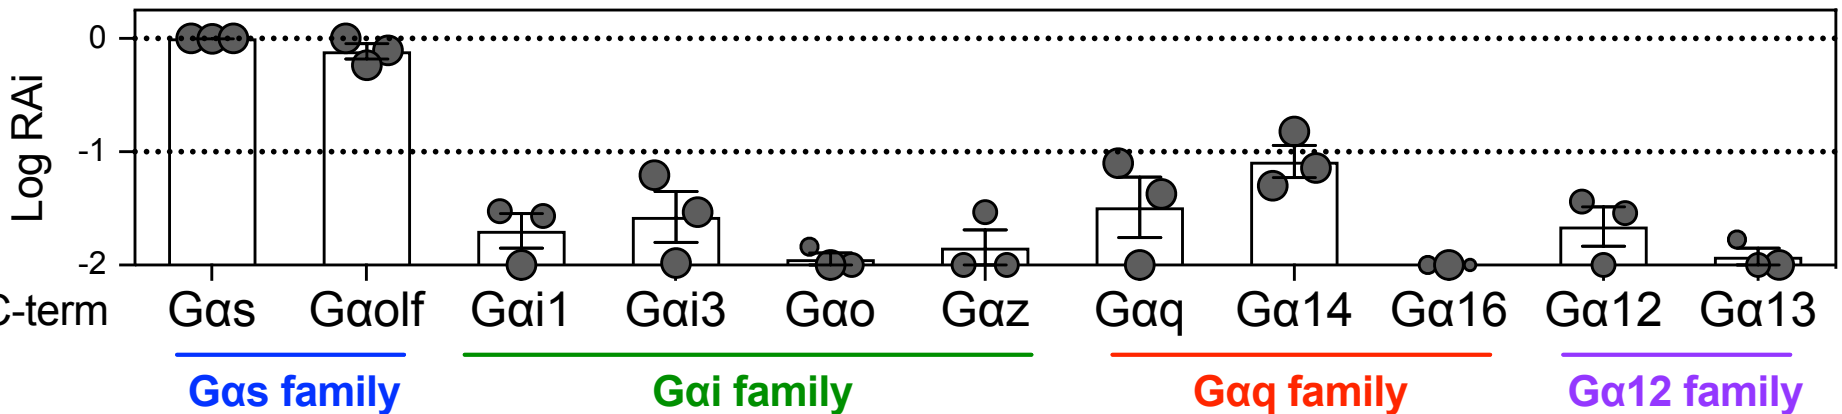 Log RAi
0
-1
-2
C-term Gαs Gαolf Gαi1 Gαi3 Gαo Gαz Gαq Gα14 Gα16 Gα12 Gα13
Gαs family Gαi family Gαq family Gα12 family